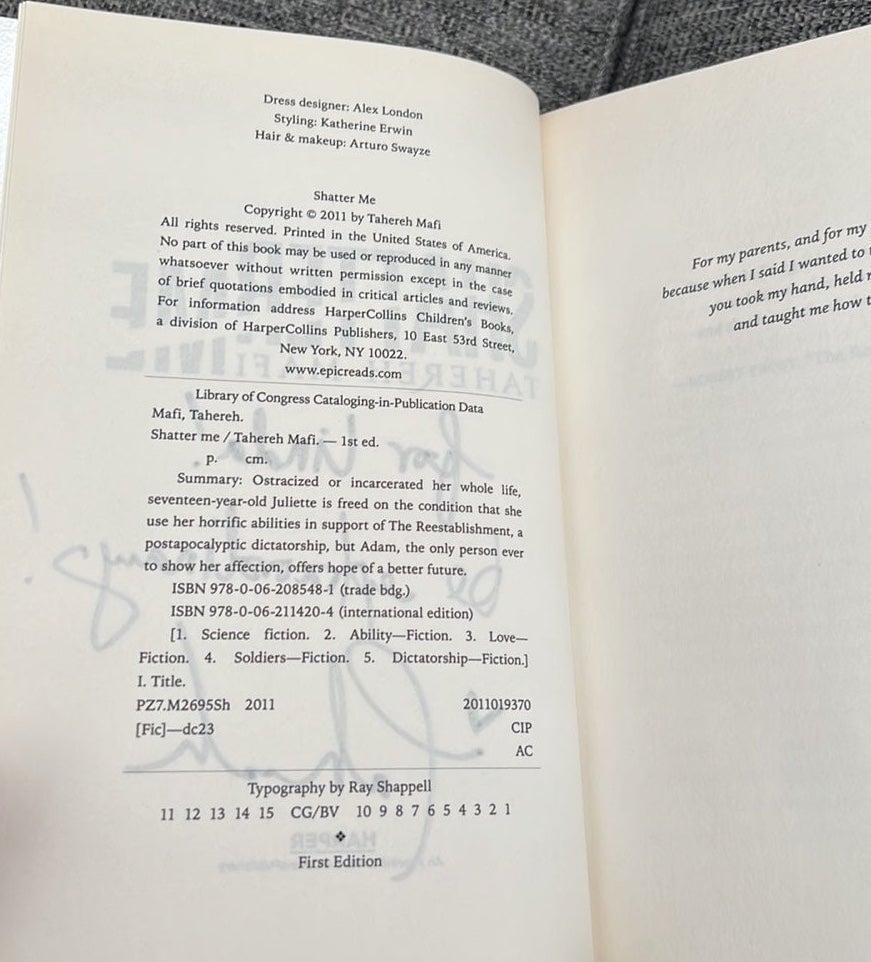 Dress designer: Alex London
Styling: Katherine Erwin
Hair & makeup: Arturo Swayze
Shatter Me
Copyright © 2011 by Tahereh Mafi
All rights reserved. Printed in the United States of America.
No part of this book may be used or reproduced in any manner
whatsoever without written permission except in the case
of brief quotations embodied in critical articles and reviews.
For information address HarperCollins Children's Books,
a division of HarperCollins Publishers, 10 East 53rd Street,
New York, NY 10022.
www.epicreads.com
Library of Congress Cataloging-in-Publication Data
Mafi, Tahereh.
Shatter me / Tahereh Mafi. — 1st ed.
p. cm.
Summary: Ostracized or incarcerated her whole life,
seventeen-year-old Juliette is freed on the condition that she
use her horrific abilities in support of The Reestablishment, a
postapocalyptic dictatorship, but Adam, the only person ever
to show her affection, offers hope of a better future.
ISBN 978-0-06-208548-1 (trade bdg.)
ISBN 978-0-06-211420-4 (international edition)
[1. Science fiction. 2. Ability—Fiction. 3. Love—
Fiction. 4. Soldiers—Fiction. 5. Dictatorship—Fiction.]
I. Title.
PZ7.M2695Sh 2011 2011019370
[Fic]—dc23 CIP
AC
Typography by Ray Shappell
11 12 13 14 15 CG/BV 10 9 8 7 6 5 4 3 2 1
❖
First Edition
For my parents, and for my
because when I said I wanted to
you took my hand, held
and taught me how